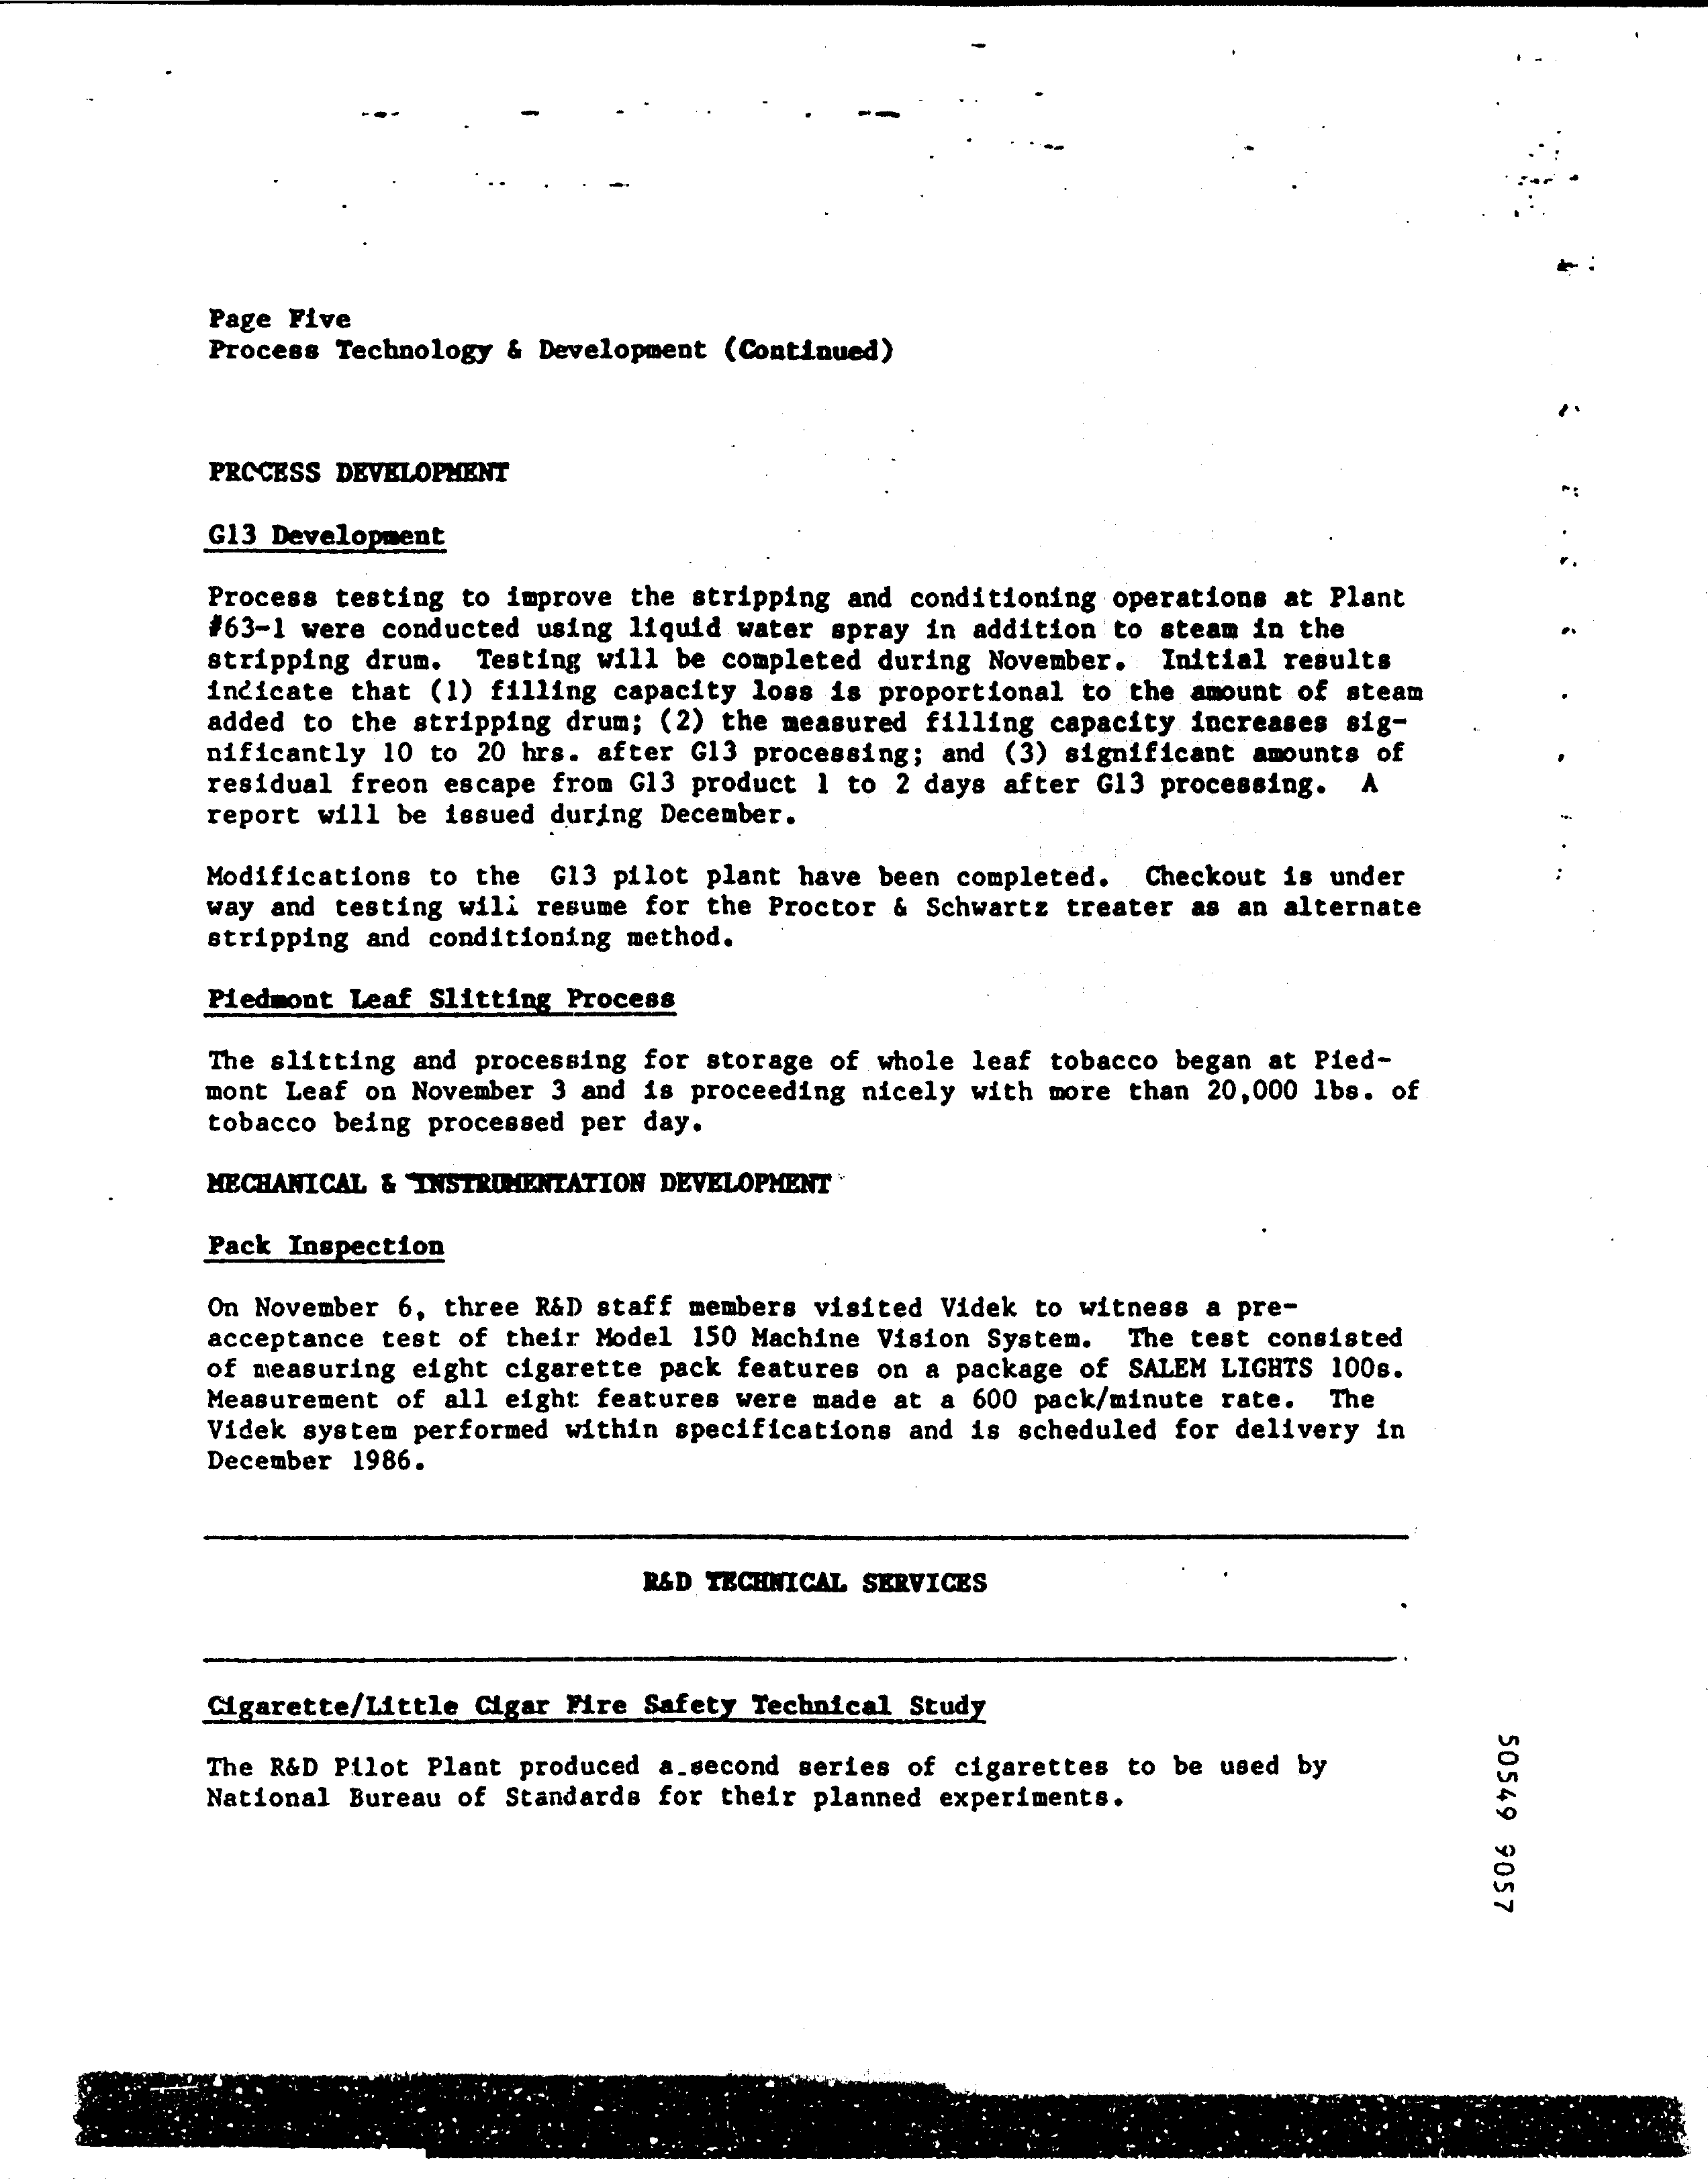 Page Five
Process Technology & Development (Continued)
PROCESS DEVELOPMENT
G13 Development
Process testing to improve the stripping and conditioning operations at Plant
#63-1 were conducted using liquid water spray in addition to steam in the
stripping drum. Testing will be completed during November. Initial results
indicate that (1) filling capacity loss is proportional to the amount of steam
added to the stripping drum; (2) the measured filling capacity increases sig-
nificantly 10 to 20 hrs. after G13 processing; and (3) significant amounts of
residual freon escape from G13 product 1 to 2 days after G13 processing. A
report will be issued during December.
Modifications to the G13 pilot plant have been completed. Checkout is under
way and testing will resume for the Proctor & Schwartz treater as an alternate
stripping and conditioning method.
Piedmont Leaf Slitting Process
The slitting and processing for storage of whole leaf tobacco began at Pied-
mont Leaf on November 3 and is proceeding nicely with more than 20,000 lbs. of
tobacco being processed per day.
MECHANICAL & INSTRUMENTATION DEVELOPMENT
Pack Inspection
On November 6, three R&D staff members visited Videk to witness a pre-
acceptance test of their Model 150 Machine Vision System. The test consisted
of measuring eight cigarette pack features on a package of SALEM LIGHTS 100s.
Measurement of all eight features were made at a 600 pack/minute rate. The
Videk system performed within specifications and is scheduled for delivery in
December 1986.
R&D TECHNICAL SERVICES
Cigarette/Little Cigar Fire Safety Technical Study
The R&D Pilot Plant produced a second series of cigarettes to be used by
National Bureau of Standards for their planned experiments.
50549 9057